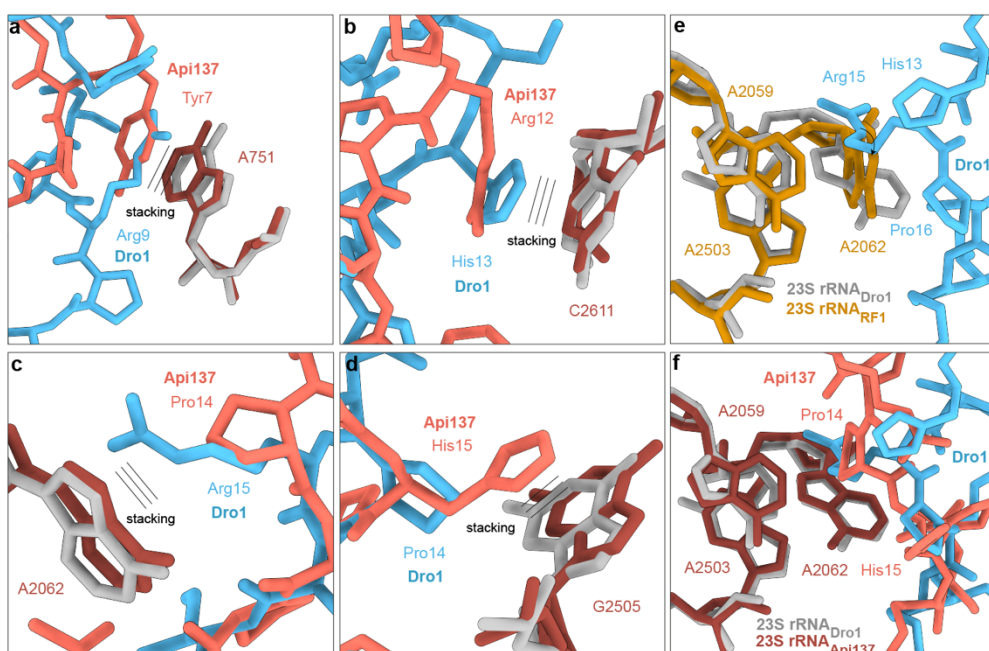 a
Api137
Tyr7
A751
stacking
Arg9
Dro1
b
Api137
Arg12
stacking
His13
Dro1
C2611
e
His13
Arg15
A2059
Dro1
Pro16
A2503
A2062
23S rRNA Dro1
23S rRNA RF1
c
Api137
Pro14
Arg15
Dro1
stacking
A2062
d
Api137
His15
stacking
Pro14
Dro1
G2505
f
Api137
A2059
Pro14
Dro1
A2503
A2062
His15
23S rRNA Dro1
23S rRNA Api137